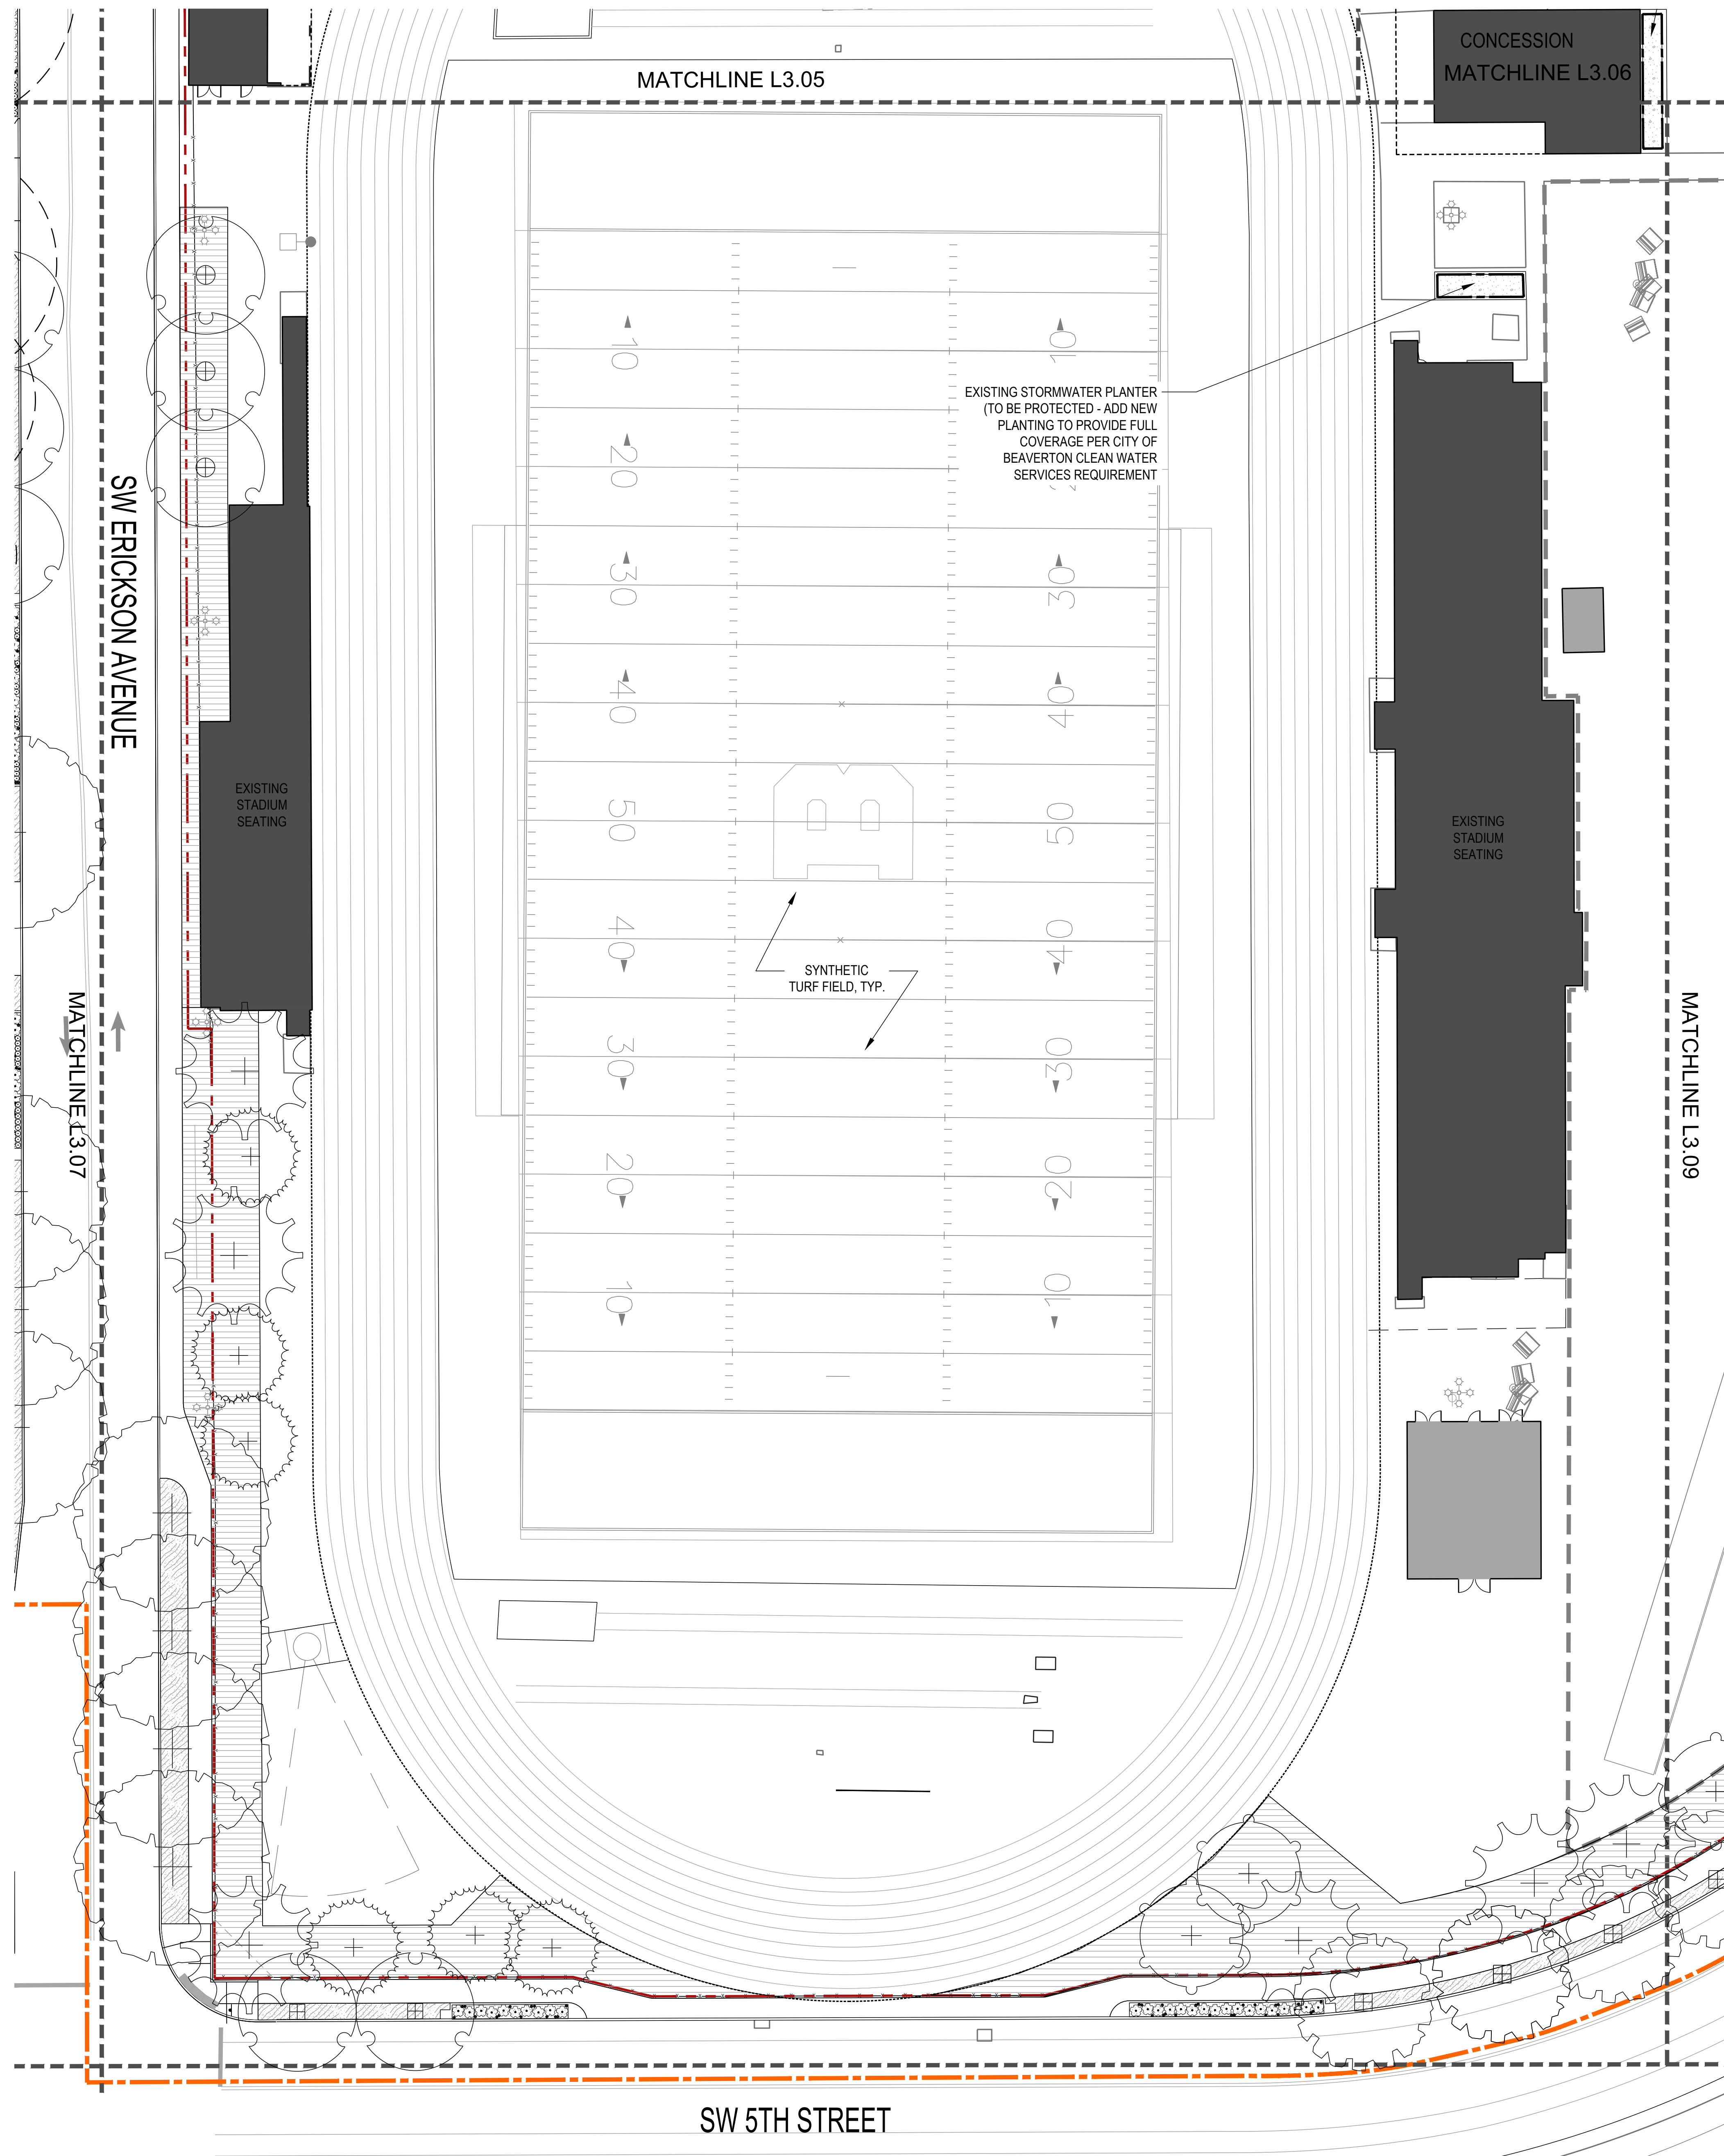 CONCESSION
MATCHLINE L3.05
MATCHLINE L3.06
EXISTING STORMWATER PLANTER
(TO BE PROTECTED - ADD NEW
PLANTING TO PROVIDE FULL
COVERAGE PER CITY OF
BEAVERTON CLEAN WATER
SERVICES REQUIREMENT
SW ERICKSON AVENUE
10
10
20
30
30
40
40
EXISTING
STADIUM
SEATING
B
50
50
EXISTING
STADIUM
SEATING
40
40
SYNTHETIC
TURF FIELD, TYP.
MATCHLINE L3.07
MATCHLINE L3.09
30
30
20
20
10
10
SW 5TH STREET